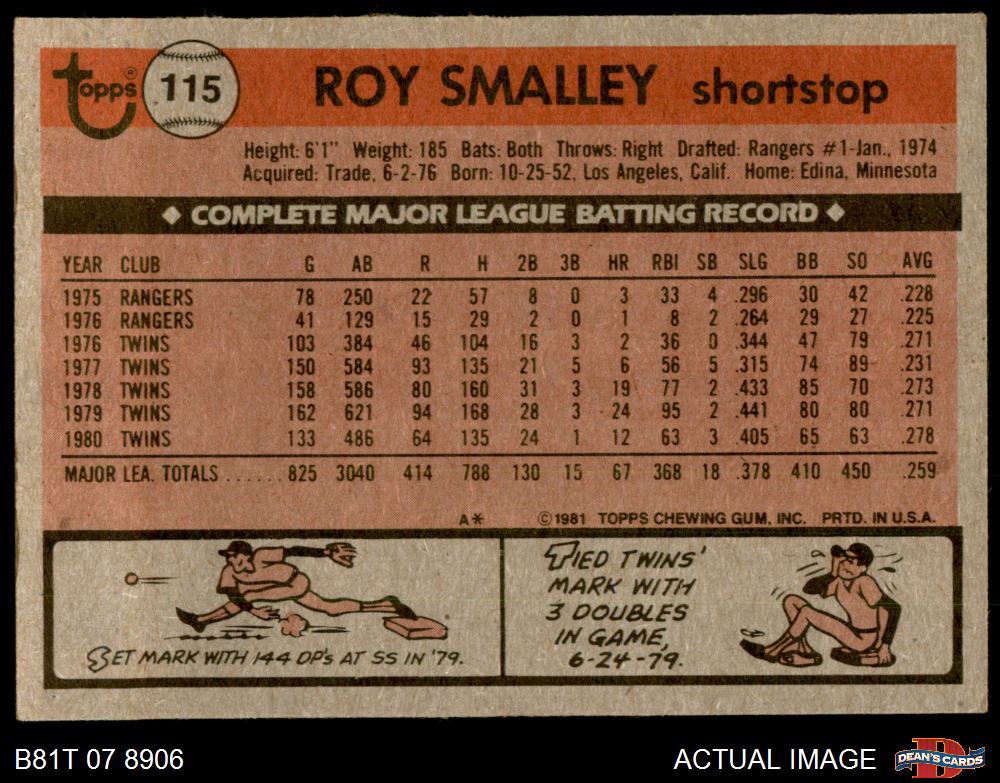 Topps®
115
ROY SMALLEY shortstop
Height: 6'1" Weight: 185 Bats: Both Throws: Right Drafted: Rangers #1-Jan., 1974
Acquired: Trade, 6-2-76 Born: 10-25-52, Los Angeles, Calif. Home: Edina, Minnesota
◆ COMPLETE MAJOR LEAGUE BATTING RECORD ◆
YEAR CLUB G AB R H 2B 3B HR RBI SB SLG BB SO AVG
1975 RANGERS 78 250 22 57 8 0 3 33 4 .296 30 42 .228
1976 RANGERS 41 129 15 29 2 0 1 8 2 .264 29 27 .225
1976 TWINS 103 384 46 104 16 3 2 36 0 .344 47 79 .271
1977 TWINS 150 584 93 135 21 5 6 56 5 .315 74 89 .231
1978 TWINS 158 586 80 160 31 3 19 77 2 .433 85 70 .273
1979 TWINS 162 621 94 168 28 3 24 95 2 .441 80 80 .271
1980 TWINS 133 486 64 135 24 1 12 63 3 .405 65 63 .278
MAJOR LEA. TOTALS ...... 825 3040 414 788 130 15 67 368 18 .378 410 450 .259
A* ©1981 TOPPS CHEWING GUM, INC. PRTD. IN U.S.A.
SET MARK WITH 144 DP's AT SS IN '79.
TIED TWINS'
MARK WITH
3 DOUBLES
IN GAME,
6-24-79.
B81T 07 8906
ACTUAL IMAGE
D
DEAN'S CARDS